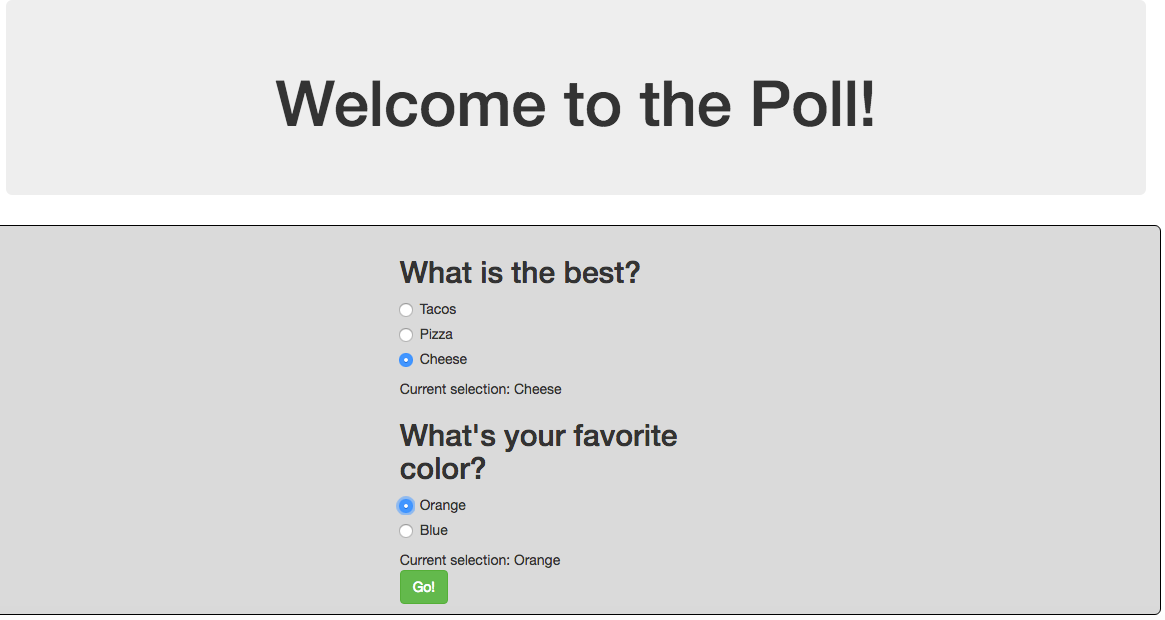 Welcome to the Poll!
What is the best?
Tacos
Pizza
Cheese
Current selection: Cheese
What's your favorite
color?
Orange
Blue
Current selection: Orange
Go!